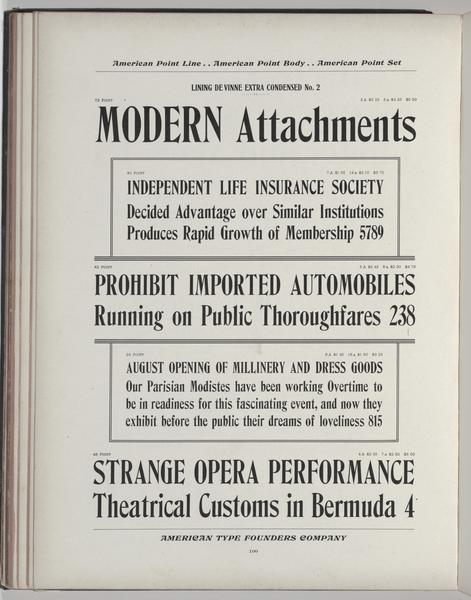 American Point Line . . American Point Body . . American Point Set
LINING DE VINNE EXTRA CONDENSED No. 2
72 POINT
MODERN Attachments
INDEPENDENT LIFE INSURANCE SOCIETY
Decided Advantage over Similar Institutions
Produces Rapid Growth of Membership 5789
PROHIBIT IMPORTED AUTOMOBILES
Running on Public Thoroughfares 238
24 POINT
AUGUST OPENING OF MILLINERY AND DRESS GOODS
Our Parisian Modistes have been working Overtime to
be in readiness for this fascinating event, and now they
exhibit before the public their dreams of loveliness 815
STRANGE OPERA PERFORMANCE
Theatrical Customs in Bermuda 4
AMERICAN TYPE FOUNDERS COMPANY